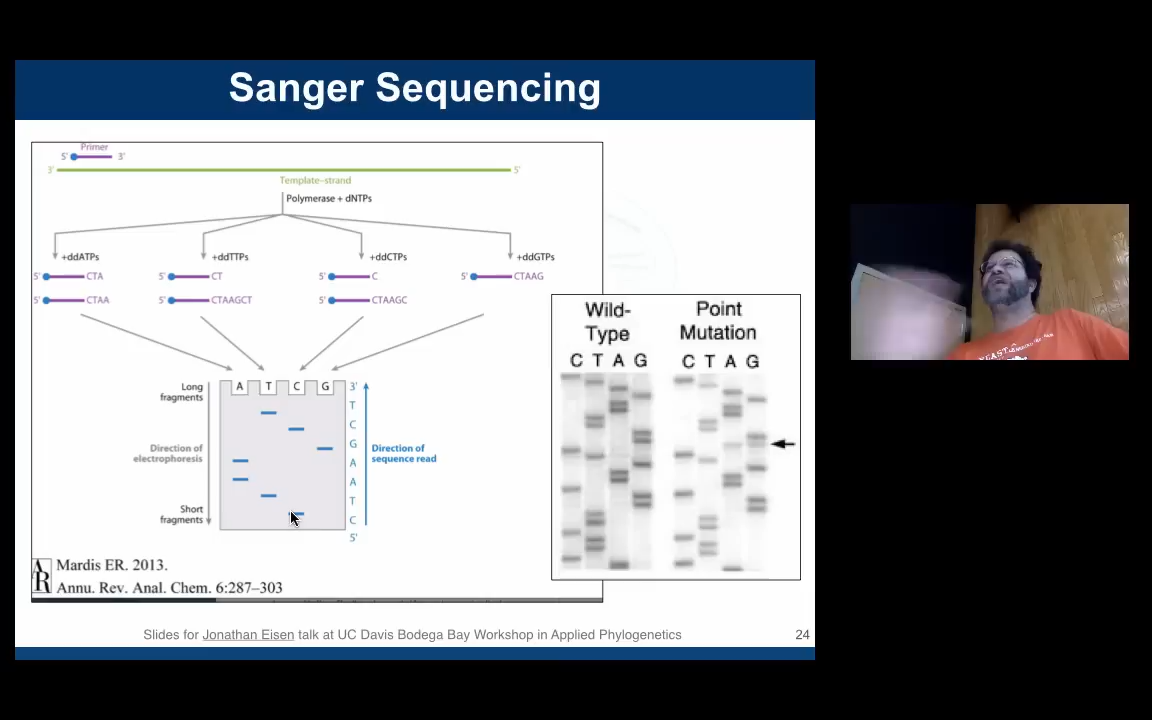 Sanger Sequencing
Primer
5' 3'
3' 5'
Template–strand
Polymerase + dNTPs
+ddATPs +ddTTPs +ddCTPs +ddGTPs
5' CTA 5' CT 5' C 5' CTAAG
5' CTAA 5' CTAAGCT 5' CTAAGC
Long
fragments
Direction of
electrophoresis
Short
fragments
A T C G
3'
T
C
G
A
A
T
C
5'
Direction of
sequence read
Wild-
Type
C T A G
Point
Mutation
C T A G
AR
Mardis ER. 2013.
Annu. Rev. Anal. Chem. 6:287–303
Slides for Jonathan Eisen talk at UC Davis Bodega Bay Workshop in Applied Phylogenetics
24